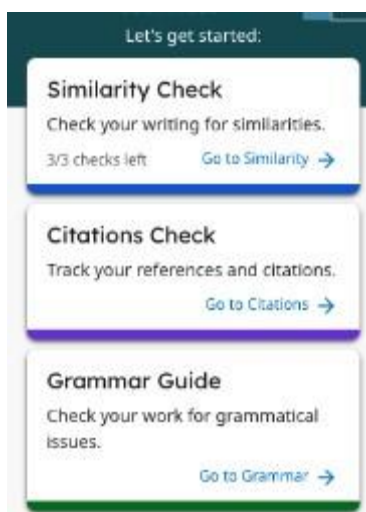 Let's get started:
Similarity Check
Check your writing for similarities.
3/3 checks left Go to Similarity →
Citations Check
Track your references and citations.
Go to Citations →
Grammar Guide
Check your work for grammatical
issues.
Go to Grammar →